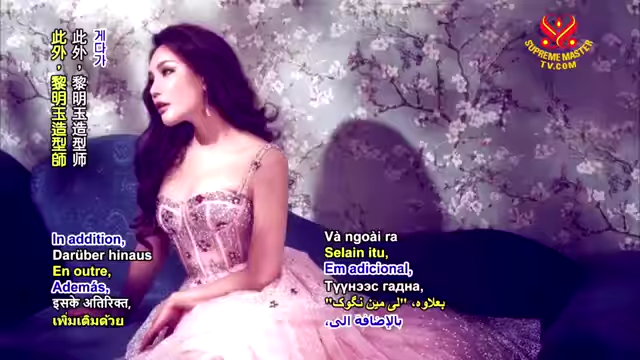 게다가
此外，黎明玉造型师
此外，黎明玉造型師
SUPREME MASTER
TV.COM
In addition,
Darüber hinaus
En outre,
Además,
इसके अतिरिक्त,
เพิ่มเติมด้วย
Và ngoài ra
Selain itu,
Em adicional,
Түүнээс гадна,
بعلاوه، "لی مین نگوک"
بالإضافة الى،